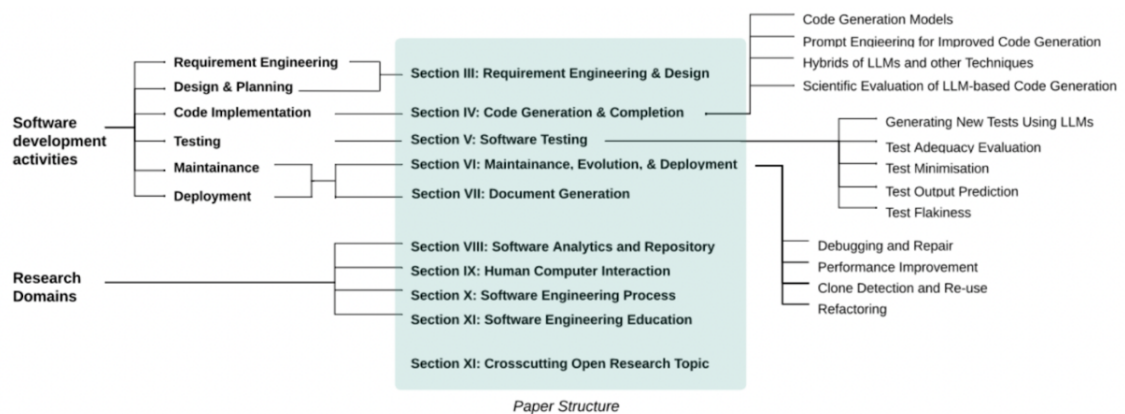 Software
development
activities
Requirement Engineering
Design & Planning
Code Implementation
Testing
Maintainance
Deployment
Research
Domains
Section III: Requirement Engineering & Design
Section IV: Code Generation & Completion
Section V: Software Testing
Section VI: Maintainance, Evolution, & Deployment
Section VII: Document Generation
Section VIII: Software Analytics and Repository
Section IX: Human Computer Interaction
Section X: Software Engineering Process
Section XI: Software Engineering Education
Section XI: Crosscutting Open Research Topic
Code Generation Models
Prompt Engieering for Improved Code Generation
Hybrids of LLMs and other Techniques
Scientific Evaluation of LLM-based Code Generation
Generating New Tests Using LLMs
Test Adequacy Evaluation
Test Minimisation
Test Output Prediction
Test Flakiness
Debugging and Repair
Performance Improvement
Clone Detection and Re-use
Refactoring
Paper Structure